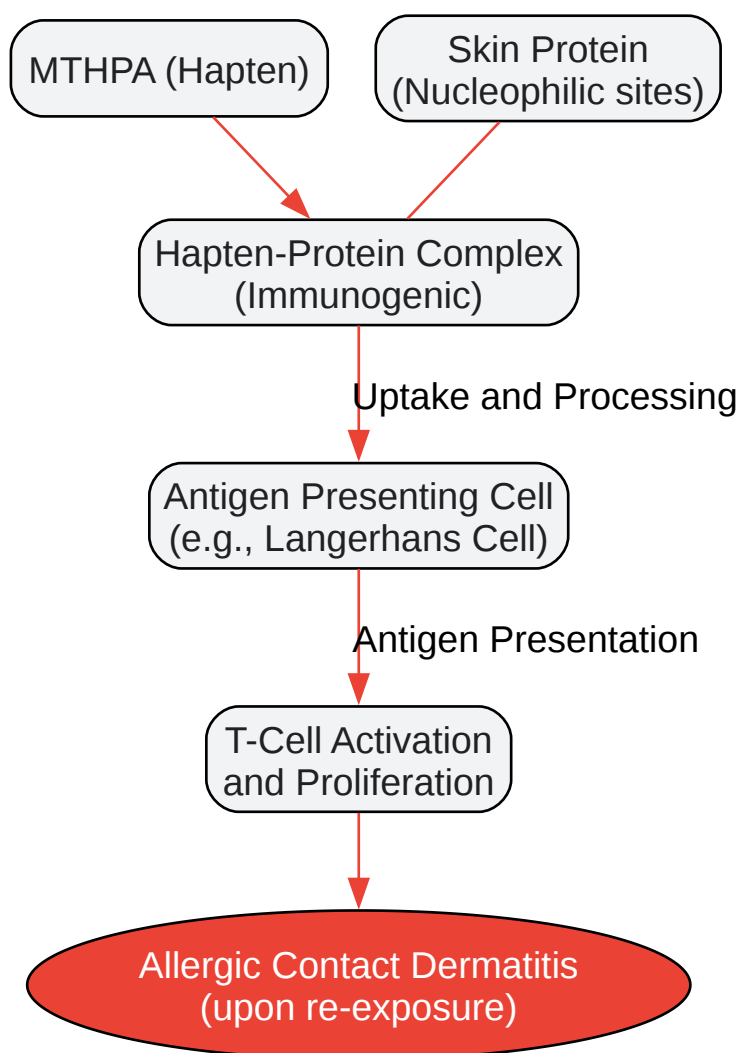 MTHPA (Hapten)
Skin Protein
(Nucleophilic sites)
Hapten-Protein Complex
(Immunogenic)
Uptake and Processing
Antigen Presenting Cell
(e.g., Langerhans Cell)
Antigen Presentation
T-Cell Activation
and Proliferation
Allergic Contact Dermatitis
(upon re-exposure)